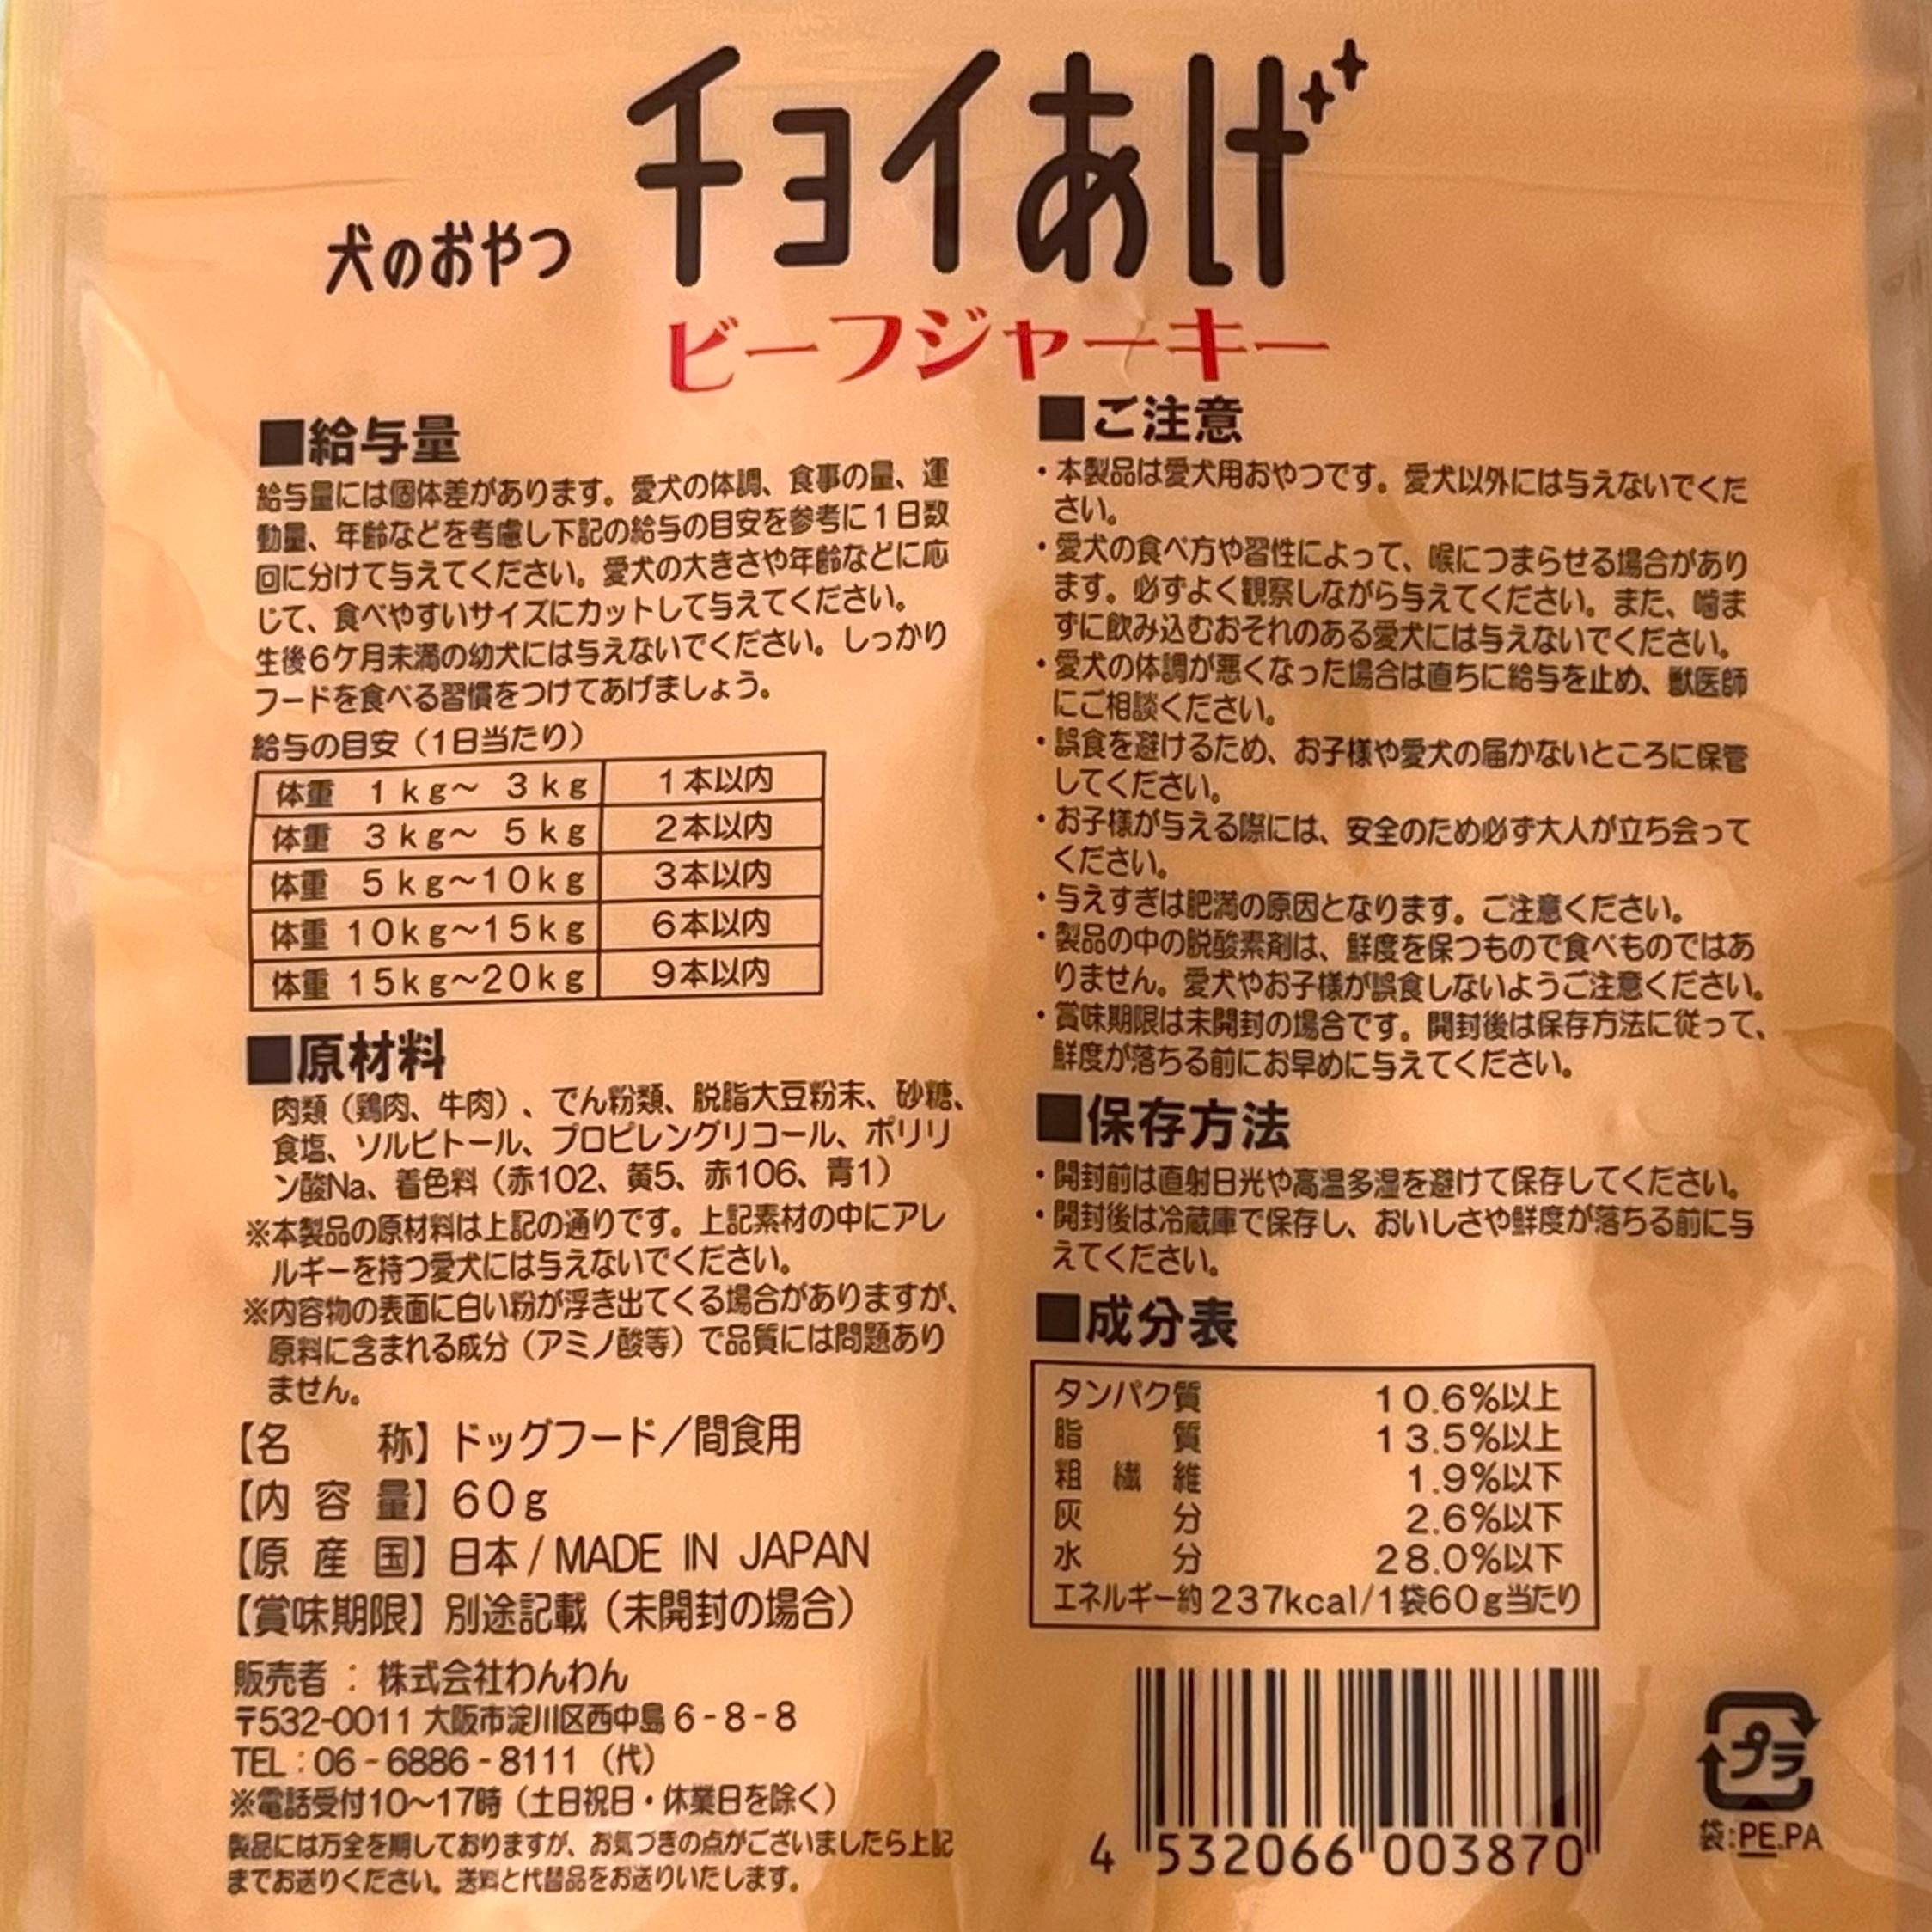 犬のおやつ チョイあげ
ビーフジャーキー
■給与量
給与量には個体差があります。愛犬の体調、食事の量、運
動量、年齢などを考慮し下記の給与の目安を参考に1日数
回に分けて与えてください。愛犬の大きさや年齢などに応
じて、食べやすいサイズにカットして与えてください。
生後6ケ月未満の幼犬には与えないでください。しっかり
フードを食べる習慣をつけてあげましょう。
給与の目安（1日当たり）
体重 1kg～ 3kg 1本以内
体重 3kg～ 5kg 2本以内
体重 5kg～10kg 3本以内
体重 10kg～15kg 6本以内
体重 15kg～20kg 9本以内
■原材料
肉類（鶏肉、牛肉）、でん粉類、脱脂大豆粉末、砂糖、
食塩、ソルビトール、プロピレングリコール、ポリリ
ン酸Na、着色料（赤102、黄5、赤106、青1）
※本製品の原材料は上記の通りです。上記素材の中にアレ
ルギーを持つ愛犬には与えないでください。
※内容物の表面に白い粉が浮き出てくる場合がありますが、
原料に含まれる成分（アミノ酸等）で品質には問題あり
ません。
【名 称】ドッグフード／間食用
【内 容 量】60g
【原 産 国】日本/MADE IN JAPAN
【賞味期限】別途記載（未開封の場合）
販売者：株式会社わんわん
〒532-0011 大阪市淀川区西中島6-8-8
TEL：06-6886-8111（代）
※電話受付10～17時（土日祝日・休業日を除く）
製品には万全を期しておりますが、お気づきの点がございましたら上記
までお送りください。送料と代替品をお送りいたします。
■ご注意
・本製品は愛犬用おやつです。愛犬以外には与えないでくだ
さい。
・愛犬の食べ方や習性によって、喉につまらせる場合があり
ます。必ずよく観察しながら与えてください。また、噛ま
ずに飲み込むおそれのある愛犬には与えないでください。
・愛犬の体調が悪くなった場合は直ちに給与を止め、獣医師
にご相談ください。
・誤食を避けるため、お子様や愛犬の届かないところに保管
してください。
・お子様が与える際には、安全のため必ず大人が立ち会って
ください。
・与えすぎは肥満の原因となります。ご注意ください。
・製品の中の脱酸素剤は、鮮度を保つもので食べものではあ
りません。愛犬やお子様が誤食しないようご注意ください。
・賞味期限は未開封の場合です。開封後は保存方法に従って、
鮮度が落ちる前にお早めに与えてください。
■保存方法
・開封前は直射日光や高温多湿を避けて保存してください。
・開封後は冷蔵庫で保存し、おいしさや鮮度が落ちる前に与
えてください。
■成分表
タンパク質 10.6%以上
脂 質 13.5%以上
粗 繊 維 1.9%以下
灰 分 2.6%以下
水 分 28.0%以下
エネルギー約237kcal/1袋60g当たり
4 532066 003870
プラ
袋:PE.PA